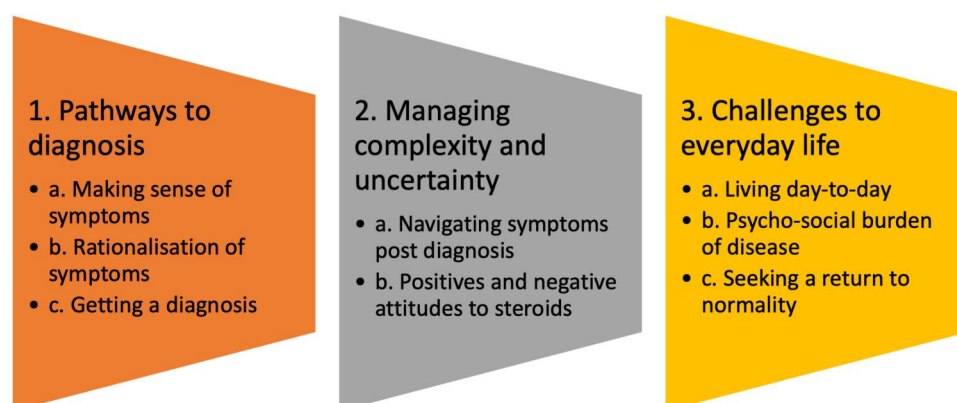 1. Pathways to
diagnosis
• a. Making sense of
symptoms
• b. Rationalisation of
symptoms
• c. Getting a diagnosis
2. Managing
complexity and
uncertainty
• a. Navigating symptoms
post diagnosis
• b. Positives and negative
attitudes to steroids
3. Challenges to
everyday life
• a. Living day-to-day
• b. Psycho-social burden
of disease
• c. Seeking a return to
normality